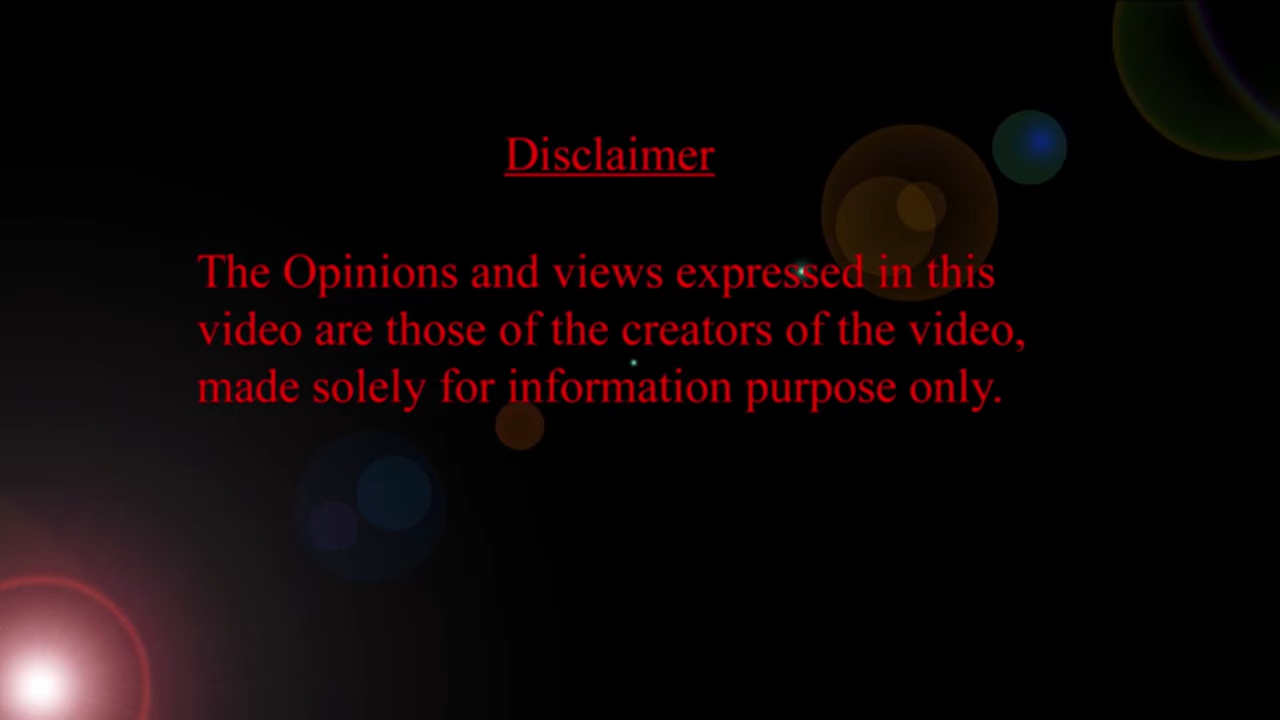 Disclaimer
The Opinions and views expressed in this
video are those of the creators of the video,
made solely for information purpose only.